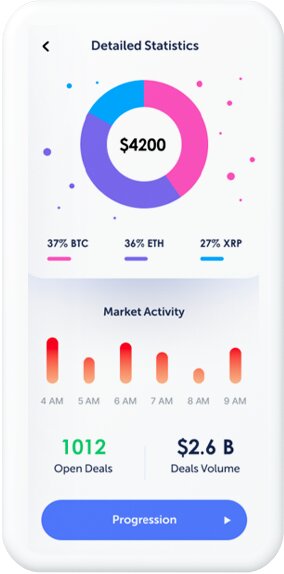 Detailed Statistics
$4200
37% BTC 36% ETH 27% XRP
Market Activity
4 AM 5 AM 6 AM 7 AM 8 AM 9 AM
1012 $2.6 B
Open Deals Deals Volume
Progression